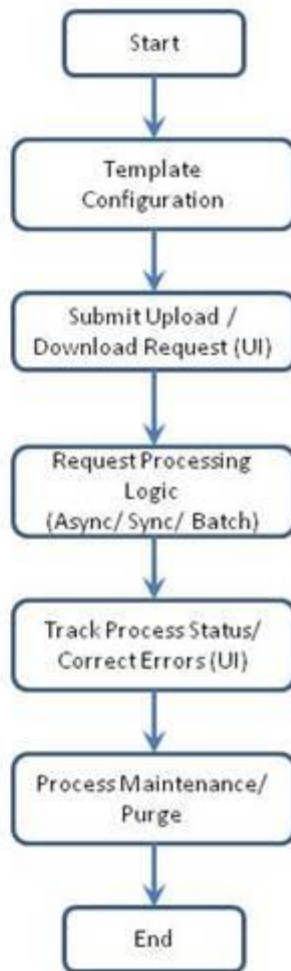 Start
Template
Configuration
Submit Upload /
Download Request (UI)
Request Processing
Logic
(Async/ Sync/ Batch)
Track Process Status/
Correct Errors (UI)
Process Maintenance/
Purge
End